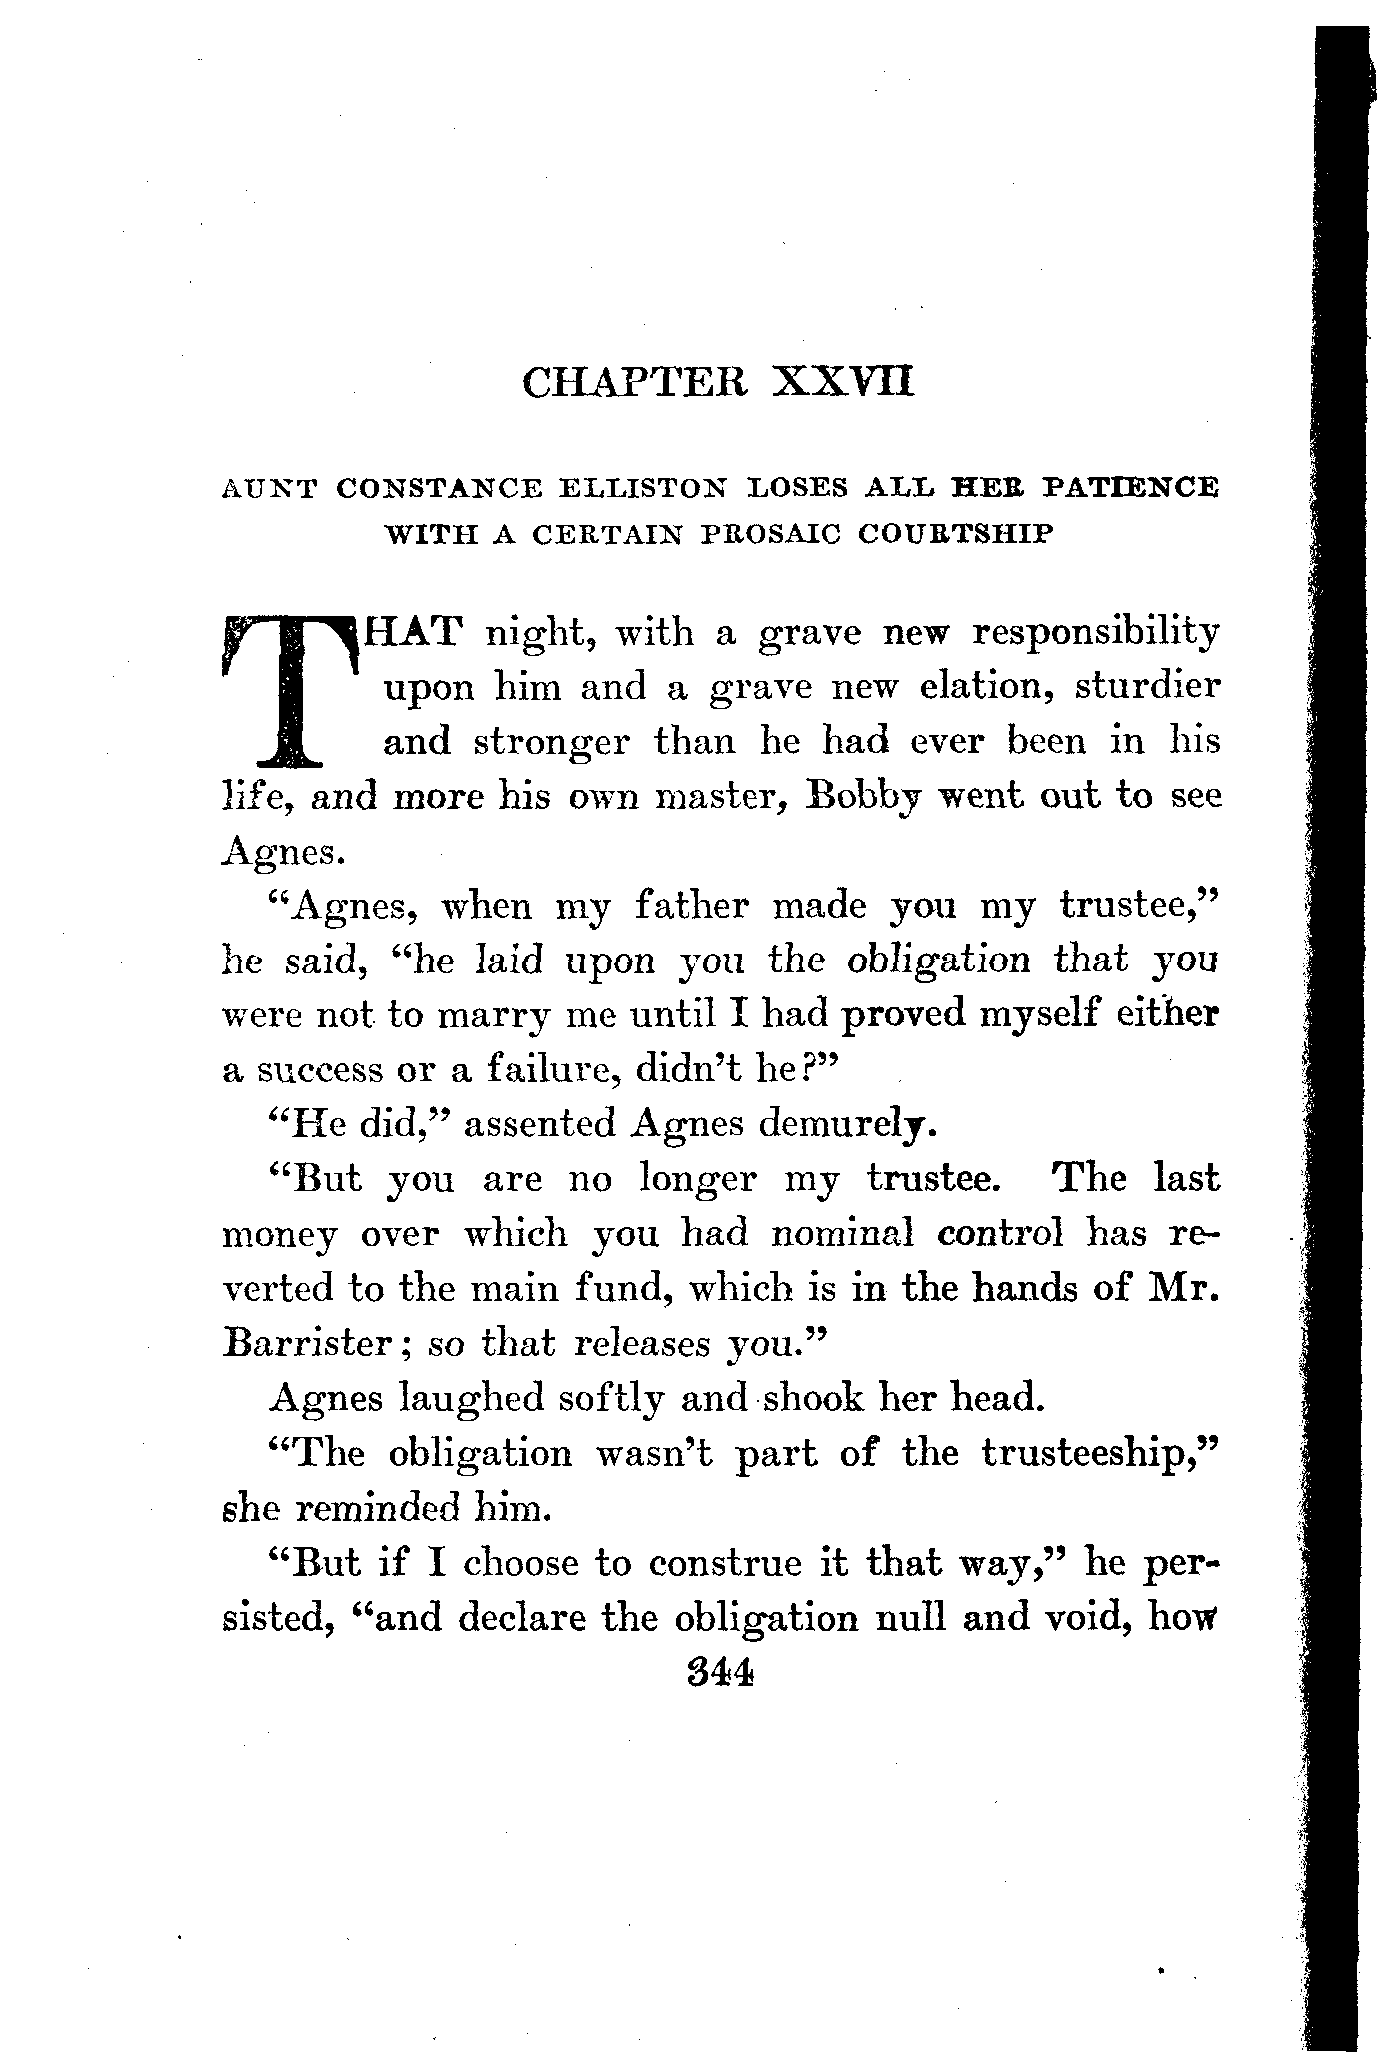 CHAPTER XXVII
AUNT CONSTANCE ELLISTON LOSES ALL HER PATIENCE
WITH A CERTAIN PROSAIC COURTSHIP
THAT night, with a grave new responsibility
upon him and a grave new elation, sturdier
and stronger than he had ever been in his
life, and more his own master, Bobby went out to see
Agnes.
"Agnes, when my father made you my trustee,"
he said, "he laid upon you the obligation that you
were not to marry me until I had proved myself either
a success or a failure, didn't he?"
"He did," assented Agnes demurely.
"But you are no longer my trustee. The last
money over which you had nominal control has re-
verted to the main fund, which is in the hands of Mr.
Barrister; so that releases you."
Agnes laughed softly and shook her head.
"The obligation wasn't part of the trusteeship,"
she reminded him.
"But if I choose to construe it that way," he per-
sisted, "and declare the obligation null and void, how
344